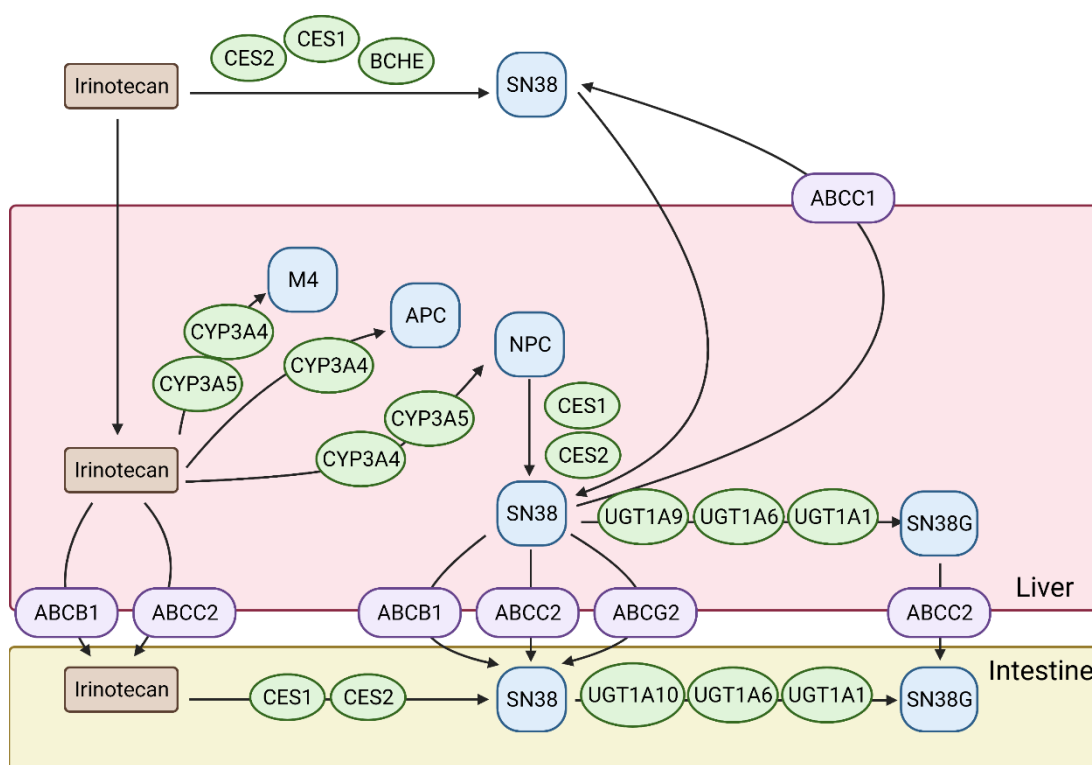 CES2
CES1
BCHE
Irinotecan
SN38
ABCC1
M4
APC
CYP3A4
NPC
CYP3A4
CYP3A5
CES1
CYP3A5
CYP3A4
CES2
Irinotecan
SN38
UGT1A9
UGT1A6
UGT1A1
SN38G
Liver
ABCB1
ABCC2
ABCB1
ABCC2
ABCG2
ABCC2
Intestine
Irinotecan
CES1
CES2
SN38
UGT1A10
UGT1A6
UGT1A1
SN38G